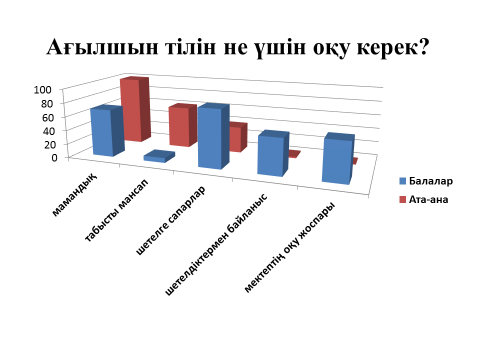 Ағылшын тілін не үшін оқу керек?
100
80
60
40
20
0
мамандық
табысты мансап
шетелге сапарлар
шетелдіктермен байланыс
мектептің оқу жоспары
Балалар
Ата-ана